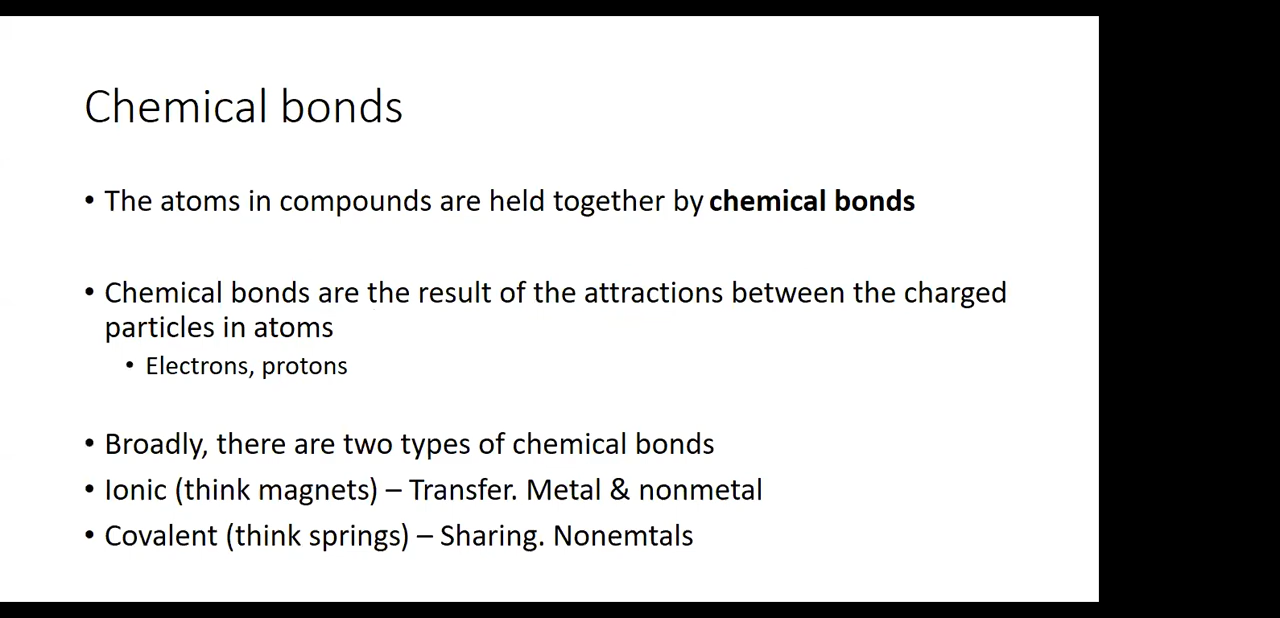 Chemical bonds
• The atoms in compounds are held together by chemical bonds
• Chemical bonds are the result of the attractions between the charged
particles in atoms
• Electrons, protons
• Broadly, there are two types of chemical bonds
• Ionic (think magnets) – Transfer. Metal & nonmetal
• Covalent (think springs) – Sharing. Nonemtals